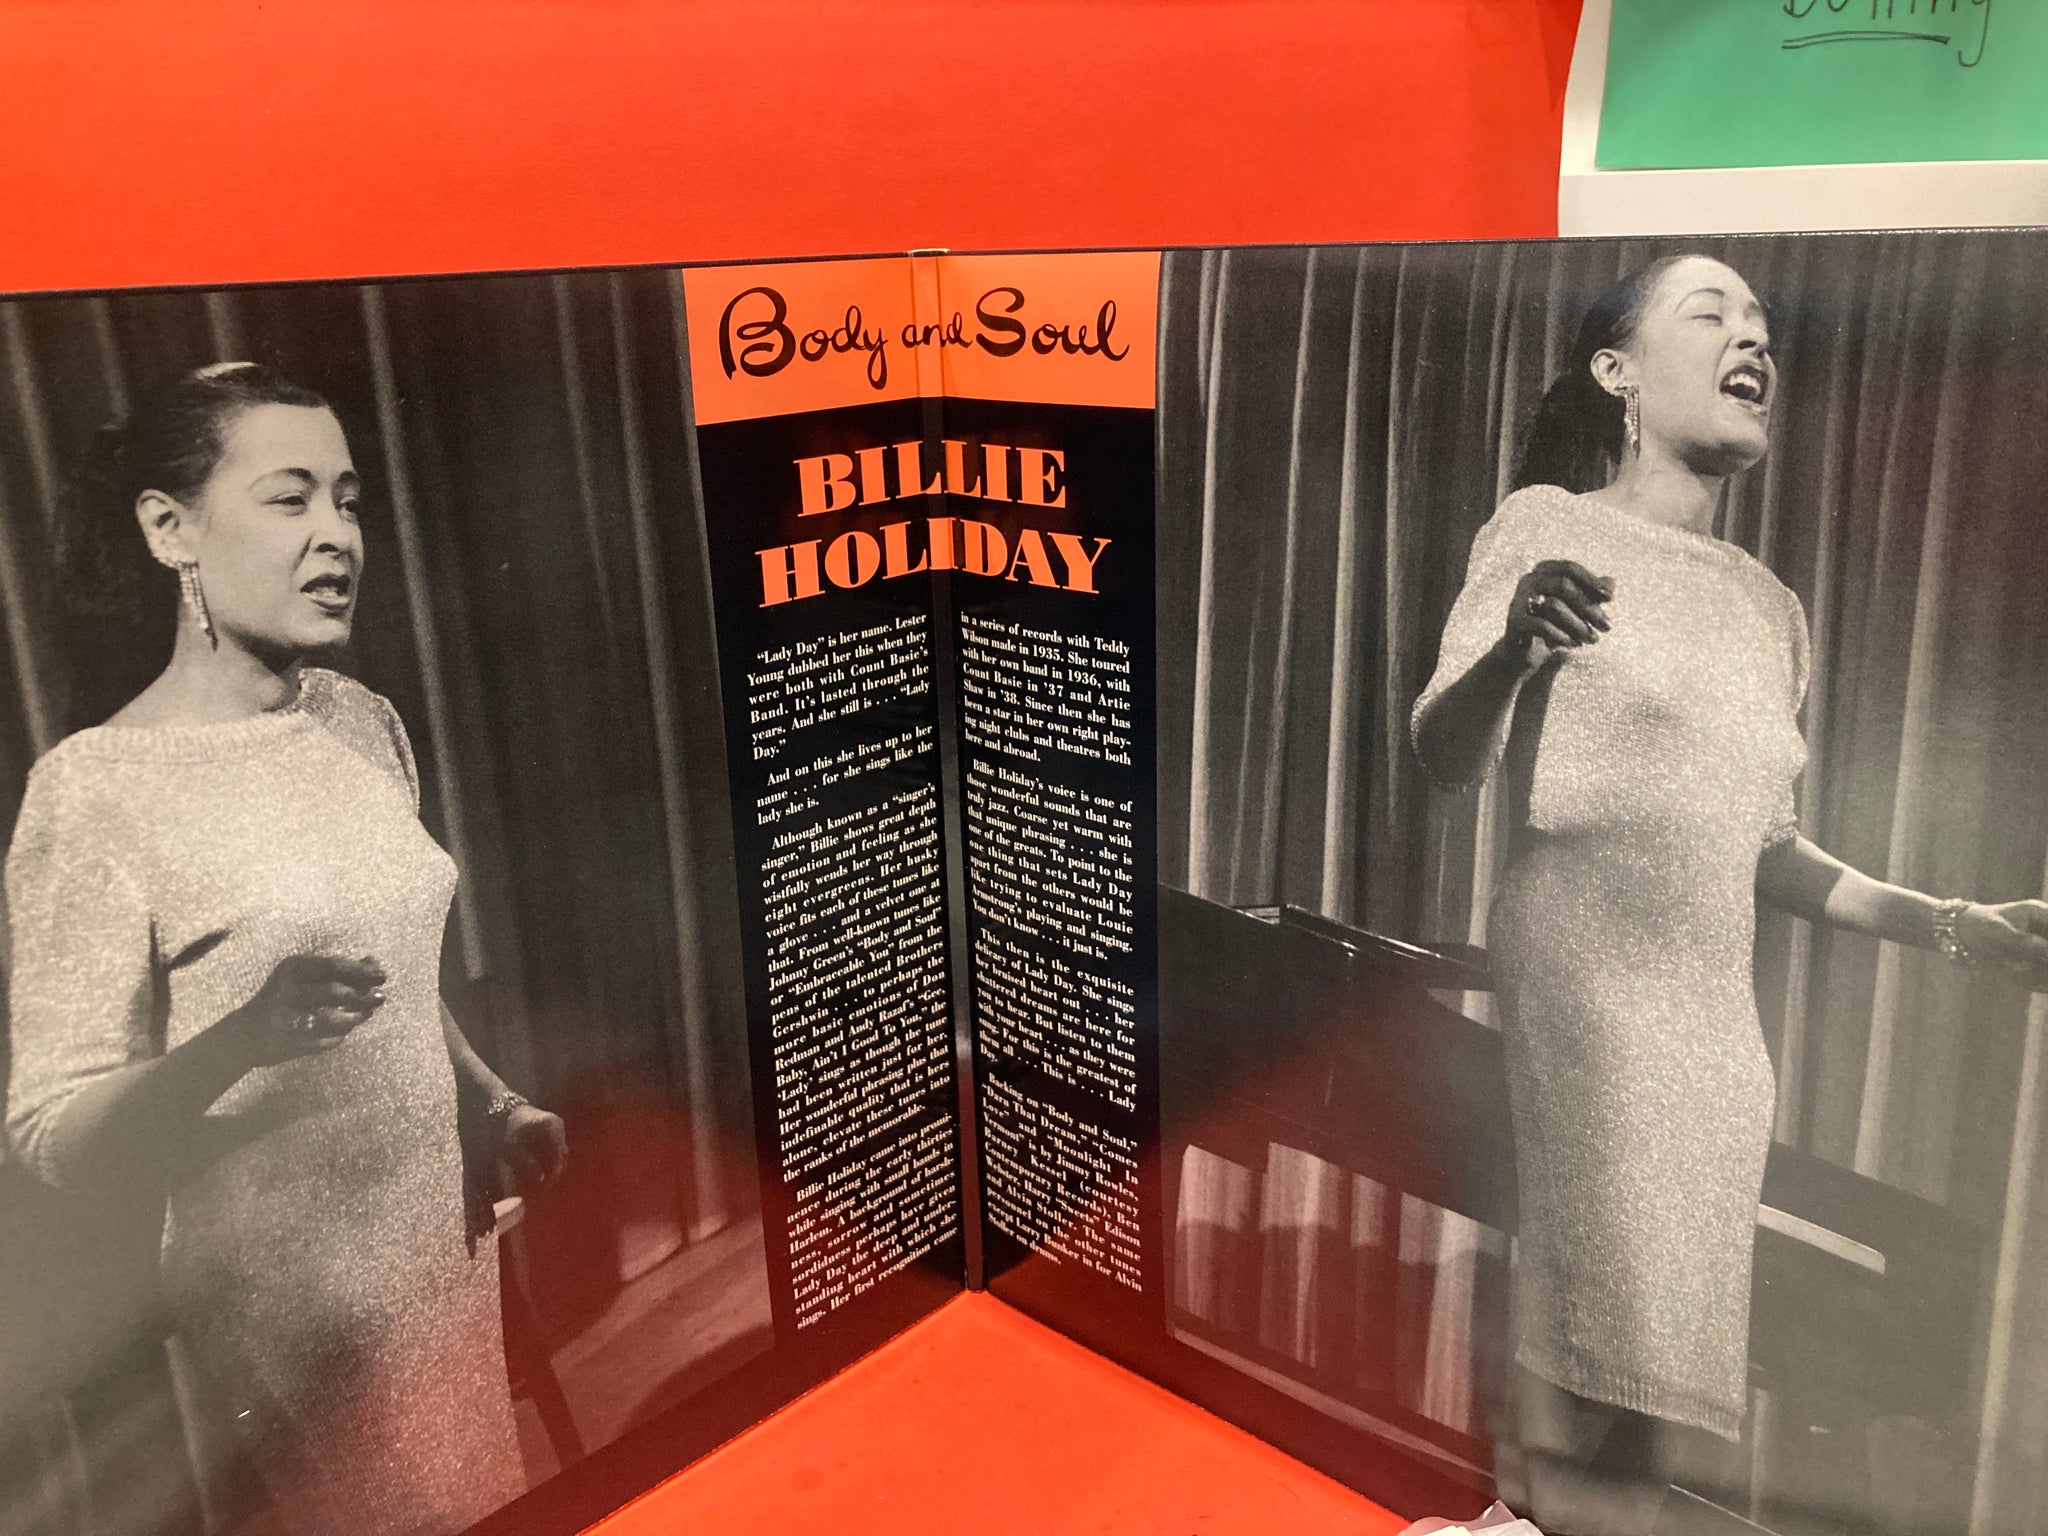 Body and Soul
BILLIE
HOLIDAY
"Lady Day" is her name. Lester
Young dubbed her this when they
were both with Count Basie's
Band. It's lasted through the
years. And she still is . . . "Lady
Day."
And on this she lives up to her
name . . . for she sings like the
lady she is.
Although known as a "singer's
singer," Billie shows great depth
of emotion and feeling as she
wistfully wends her way through
eight evergreens. Her husky
voice fits each of these tunes like
a glove . . . and a velvet one at
that. From well-known tunes like
Johnny Green's "Body and Soul"
or "Embraceable You" from the
pens of the talented Brothers
Gershwin . . . to perhaps the
more basic emotions of Don
Redman and Andy Razaf's "Gee,
Baby, Ain't I Good To You," the
'Lady' sings as though the tune
had been written just for her.
Her wonderful phrasing plus that
indefinable quality that is hers
alone, elevate these tunes into
the ranks of the memorable.
Billie Holiday came into promi-
nence during the early thirties
while singing with small bands in
Harlem. A background of harsh-
ness, sorrow and sometimes
sordidness perhaps have given
Lady Day the deep and under-
standing heart with which she
sings. Her first recognition came
in a series of records with Teddy
Wilson made in 1935. She toured
with her own band in 1936, with
Count Basie in '37 and Artie
Shaw in '38. Since then she has
been a star in her own right play-
ing night clubs and theatres both
here and abroad.
Billie Holiday's voice is one of
those wonderful sounds that are
truly jazz. Coarse yet warm with
that unique phrasing . . . she is
one of the greats. To point to the
one thing that sets Lady Day
apart from the others would be
like trying to evaluate Louie
Armstrong's playing and singing.
You don't know . . . it just is.
This then is the exquisite
delicacy of Lady Day. She sings
her bruised heart out . . . her
shattered dreams are here for
you to hear. But listen to them
with your heart . . . as they were
sung. For this is the greatest of
them all . . . This is . . . Lady
Day.
Backing on "Body and Soul,"
"Darn That Dream," "Comes
Love" and "Moonlight In
Vermont" is by Jimmy Rowles,
Barney Kessel (courtesy
Contemporary Records), Ben
Webster, Harry "Sweets" Edison
and Alvin Stoller. The same
personnel on the other tunes
except Larry Bunker in for Alvin
Stoller on drums.